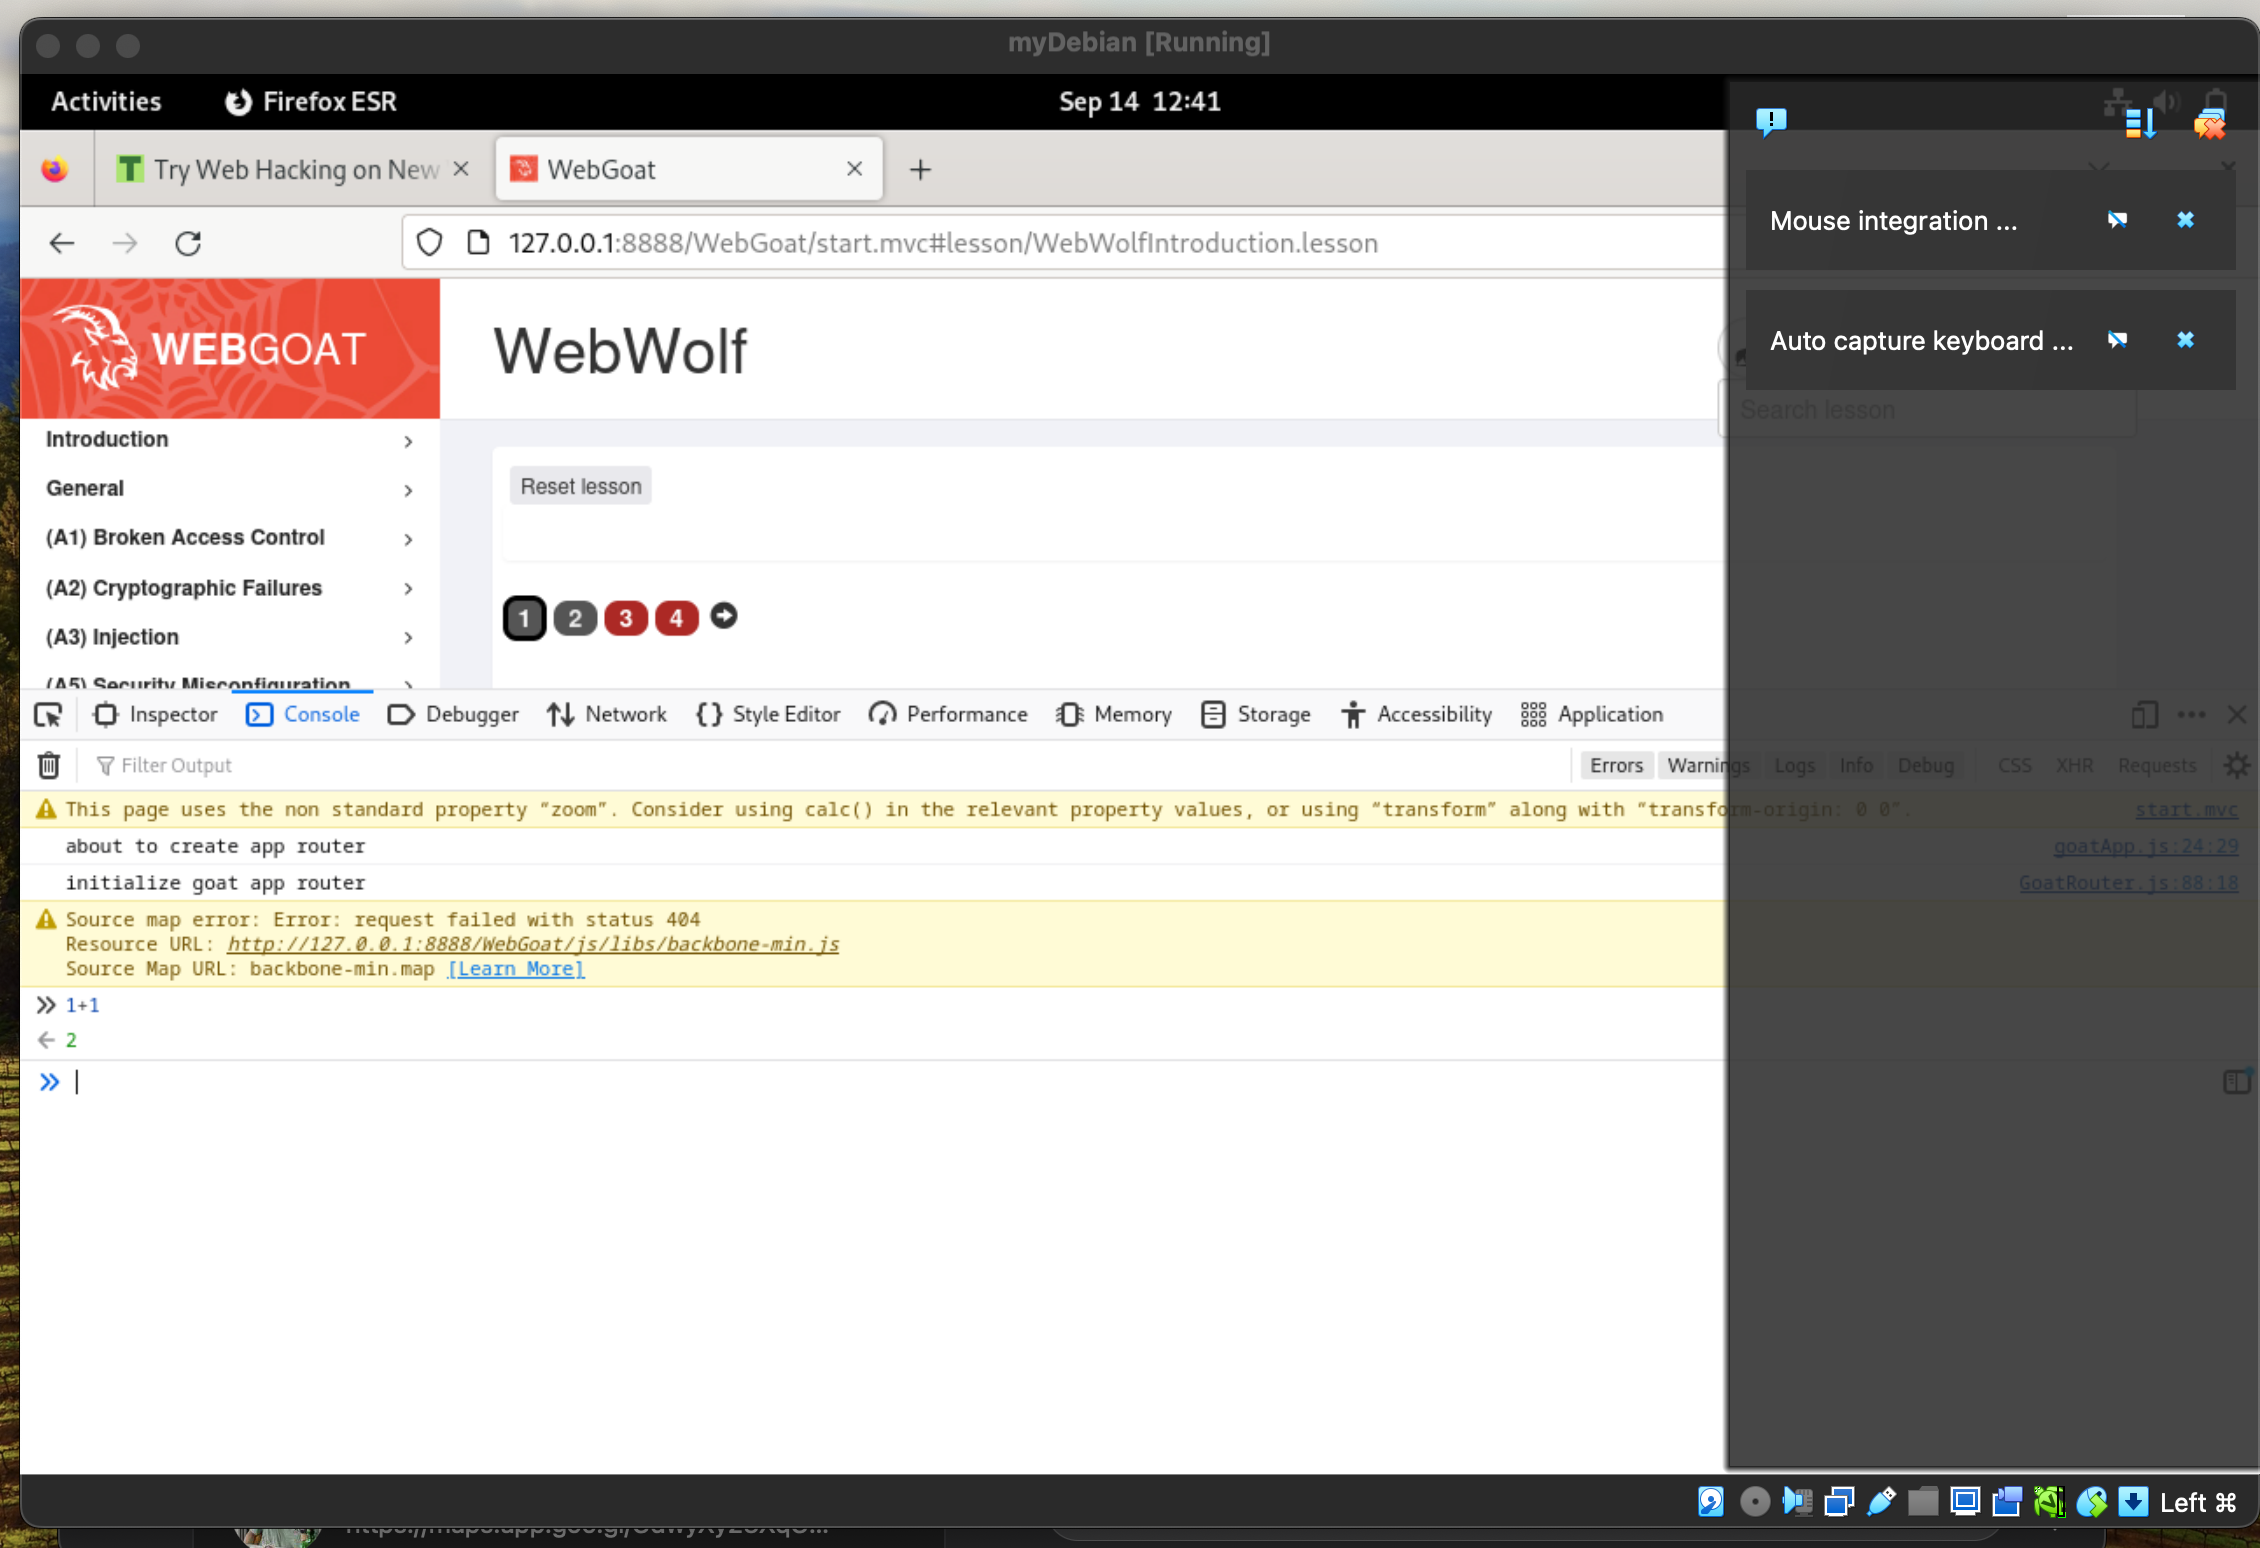 myDebian [Running]
Activities
Firefox ESR
Sep 14 12:41
Try Web Hacking on New
WebGoat
127.0.0.1:8888/WebGoat/start.mvc#lesson/WebWolfIntroduction.lesson
Mouse integration ...
Auto capture keyboard ...
WEBGOAT
WebWolf
Search lesson
Introduction
General
(A1) Broken Access Control
(A2) Cryptographic Failures
(A3) Injection
(A5) Security Misconfiguration
Reset lesson
1 2 3 4
Inspector Console Debugger Network Style Editor Performance Memory Storage Accessibility Application
Filter Output
Errors Warnings Logs Info Debug CSS XHR Requests
This page uses the non standard property “zoom”. Consider using calc() in the relevant property values, or using “transform” along with “transform-origin: 0 0”. start.mvc
about to create app router goatApp.js:24:29
initialize goat app router GoatRouter.js:88:18
Source map error: Error: request failed with status 404
Resource URL: http://127.0.0.1:8888/WebGoat/js/libs/backbone-min.js
Source Map URL: backbone-min.map [Learn More]
1+1
2
Left ⌘